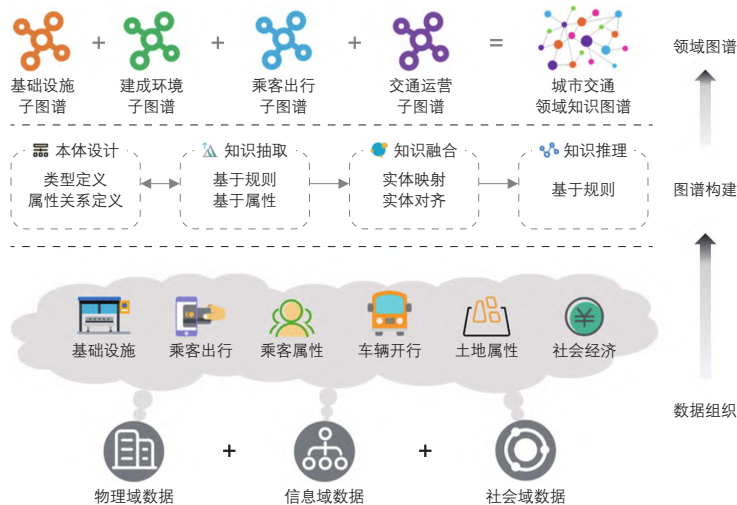 + + + =
基础设施 建成环境 乘客出行 交通运营 城市交通 领域图谱
子图谱 子图谱 子图谱 子图谱 领域知识图谱
本体设计 知识抽取 知识融合 知识推理
类型定义 基于规则 实体映射 基于规则 图谱构建
属性关系定义 基于属性 实体对齐
¥
基础设施 乘客出行 乘客属性 车辆开行 土地属性 社会经济
数据组织
+ +
物理域数据 信息域数据 社会域数据